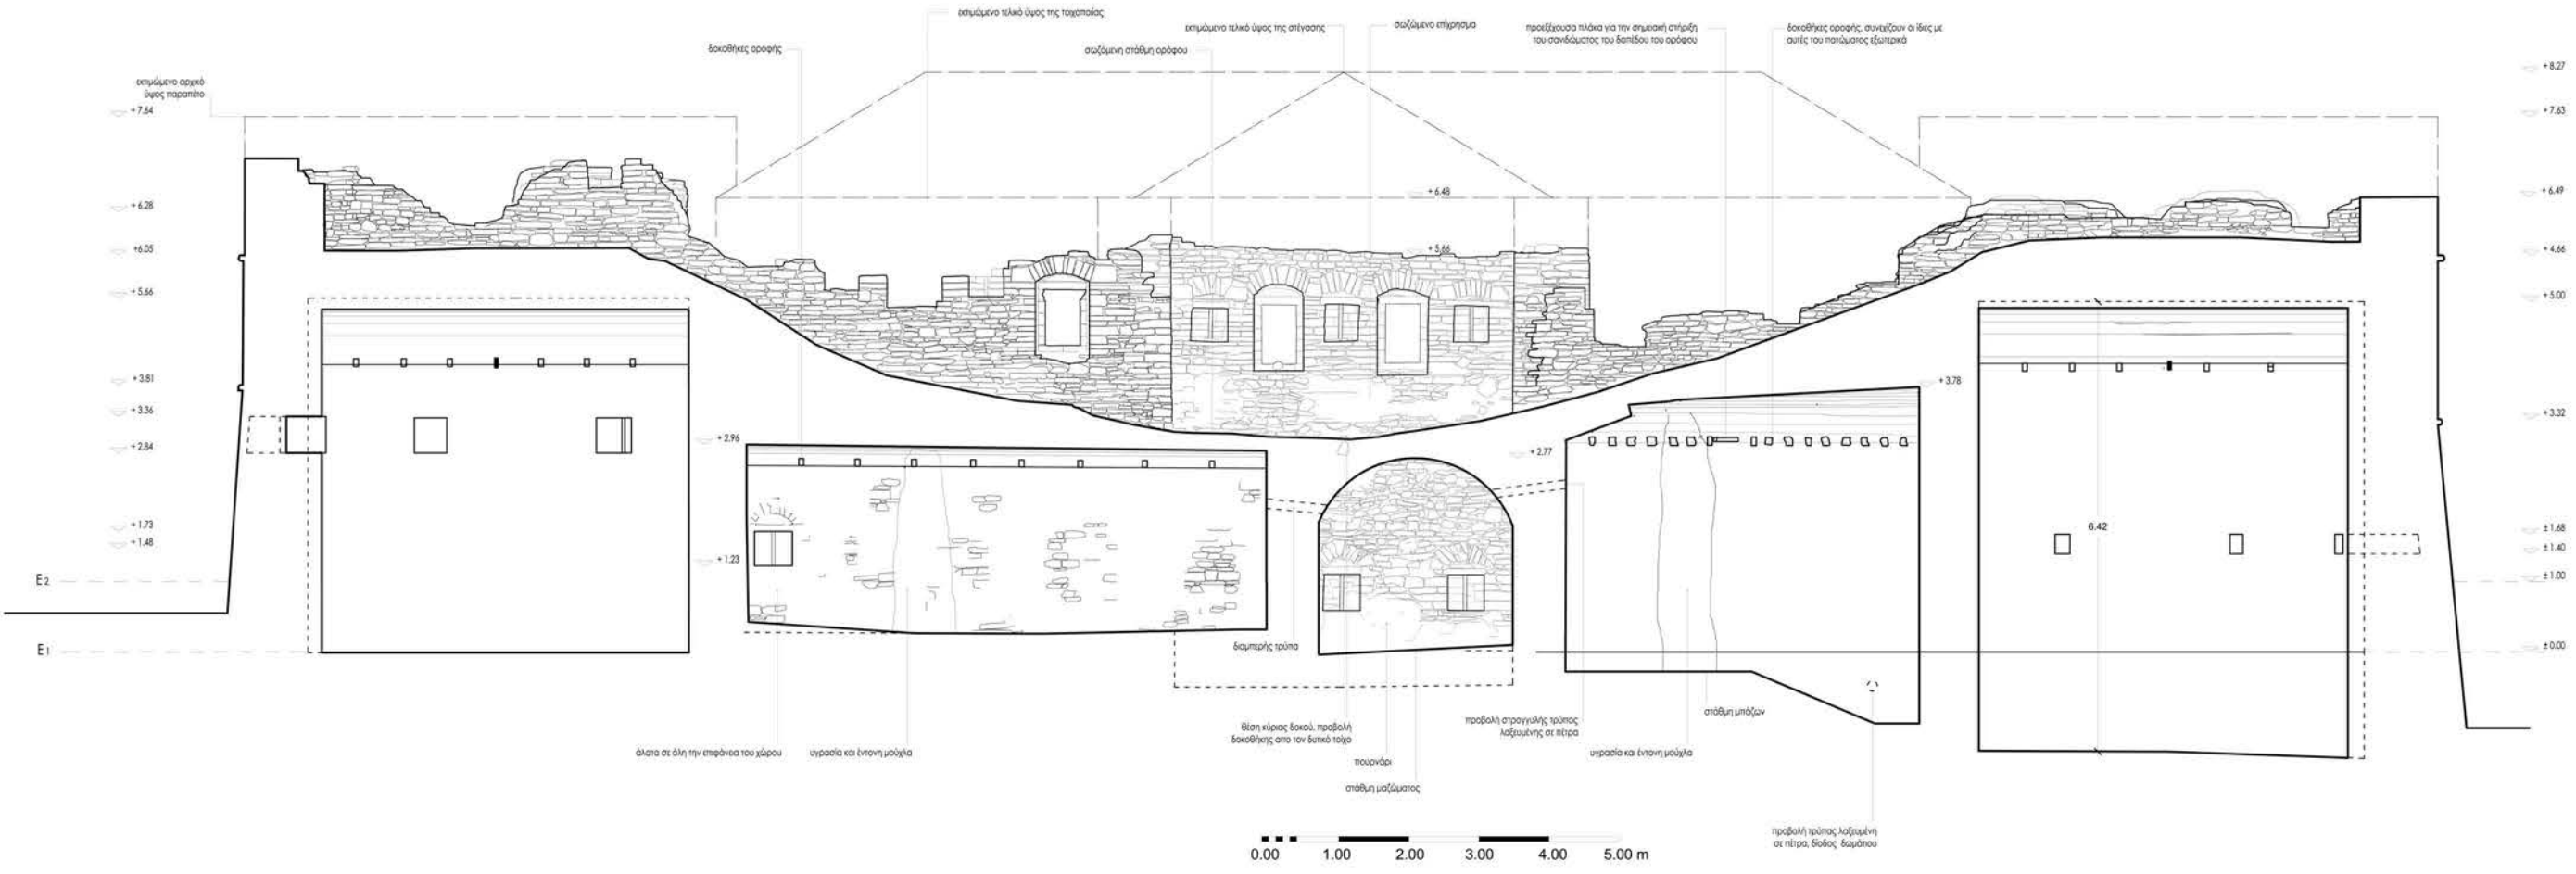 εκτιμώμενο τελικό ύψος της τοιχοποιίας
εκτιμώμενο τελικό ύψος της στέγασης
σωζόμενο επίχρησμα
προεξέχουσα πλάκα για την σημειακή στήριξη
του σανιδώματος του δαπέδου του ορόφου
δοκοθήκες οροφής, συνεχίζουν οι ίδιες με
αυτές του πατώματος εξωτερικά
δοκοθήκες οροφής
σωζόμενη στάθμη ορόφου
εκτιμώμενο αρχικό
ύψος παραπέτο
+ 7.64
+ 6.28
+6.05
+ 5.66
+ 3.81
+ 3.36
+ 2.84
+ 1.73
+ 1.48
E2
E1
+ 2.96
+ 1.23
+ 6.48
+ 5.66
+ 2.77
+ 3.78
6.42
+ 8.27
+ 7.63
+ 6.49
+ 4.66
+ 5.00
+ 3.32
± 1.68
± 1.40
± 1.00
± 0.00
διαμπερής τρύπα
άλατα σε όλη την επιφάνεια του χώρου
υγρασία και έντονη μούχλα
θέση κύριας δοκού, προβολή
δοκοθήκης απο τον δυτικό τοίχο
πουρνάρι
στάθμη μαζώματος
προβολή στρογγυλής τρύπας
λαξευμένης σε πέτρα
υγρασία και έντονη μούχλα
στάθμη μπάζων
προβολή τρύπας λαξευμένη
σε πέτρα, δίοδος δωμάτιου
0.00 1.00 2.00 3.00 4.00 5.00 m